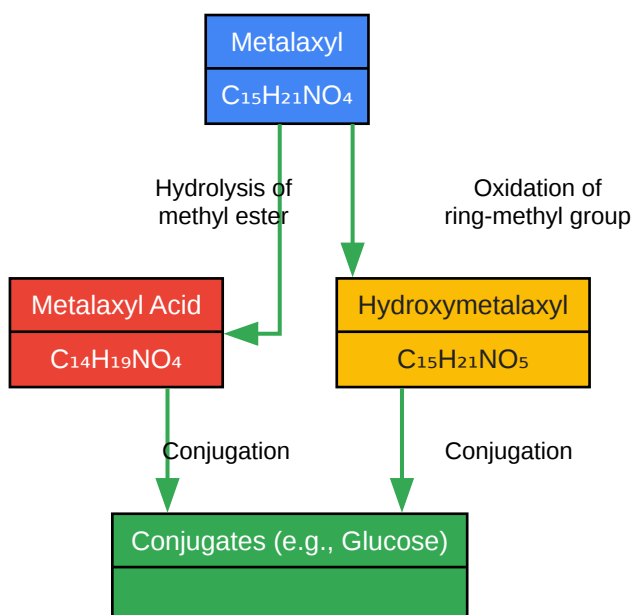 Metalaxyl
C₁₅H₂₁NO₄
Hydrolysis of
methyl ester
Oxidation of
ring-methyl group
Metalaxyl Acid
C₁₄H₁₉NO₄
Hydroxymetalaxyl
C₁₅H₂₁NO₅
Conjugation
Conjugation
Conjugates (e.g., Glucose)